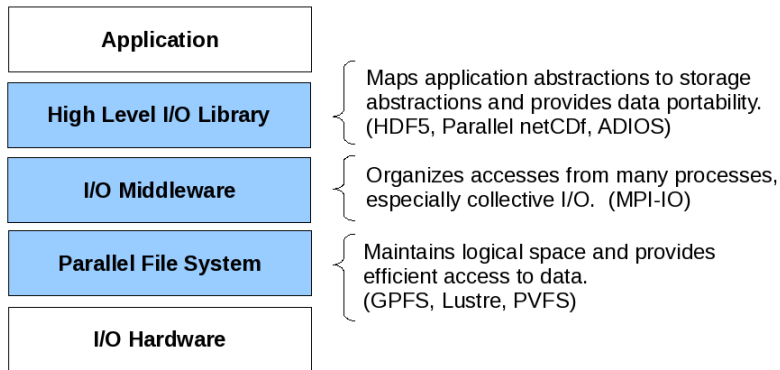 Application
High Level I/O Library
Maps application abstractions to storage
abstractions and provides data portability.
(HDF5, Parallel netCDf, ADIOS)
I/O Middleware
Organizes accesses from many processes,
especially collective I/O.  (MPI-IO)
Parallel File System
Maintains logical space and provides
efficient access to data.
(GPFS, Lustre, PVFS)
I/O Hardware